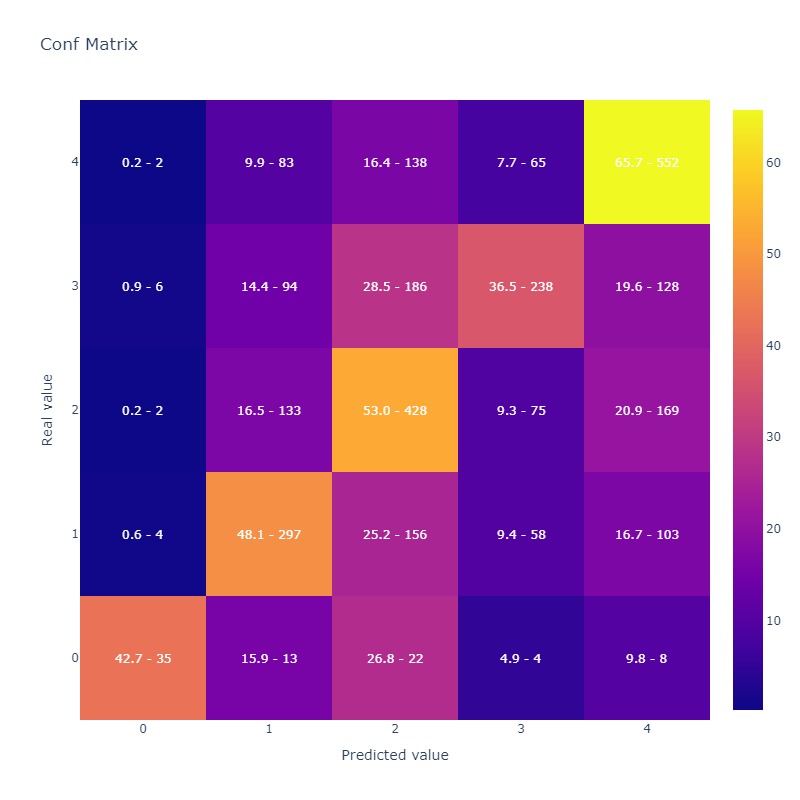 Conf Matrix
4 0.2 - 2 9.9 - 83 16.4 - 138 7.7 - 65 65.7 - 552
3 0.9 - 6 14.4 - 94 28.5 - 186 36.5 - 238 19.6 - 128
2 0.2 - 2 16.5 - 133 53.0 - 428 9.3 - 75 20.9 - 169
1 0.6 - 4 48.1 - 297 25.2 - 156 9.4 - 58 16.7 - 103
0 42.7 - 35 15.9 - 13 26.8 - 22 4.9 - 4 9.8 - 8
0 1 2 3 4
Predicted value
Real value
60
50
40
30
20
10